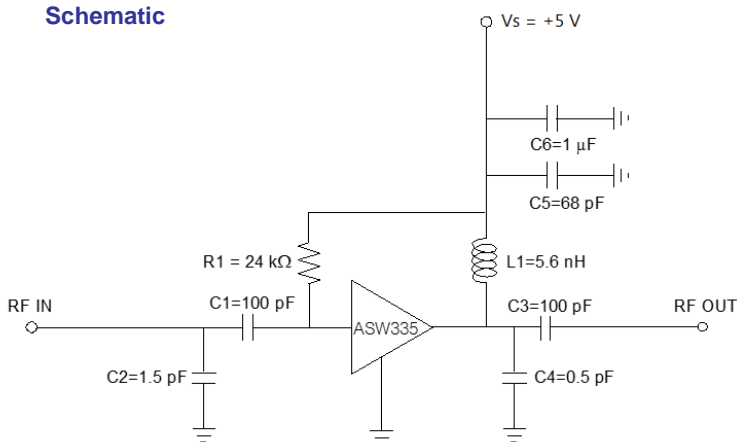 Schematic
Vs = +5 V
C6=1 μF
C5=68 pF
R1 = 24 kΩ
L1=5.6 nH
RF IN
C1=100 pF
C3=100 pF
RF OUT
ASW335
C2=1.5 pF
C4=0.5 pF